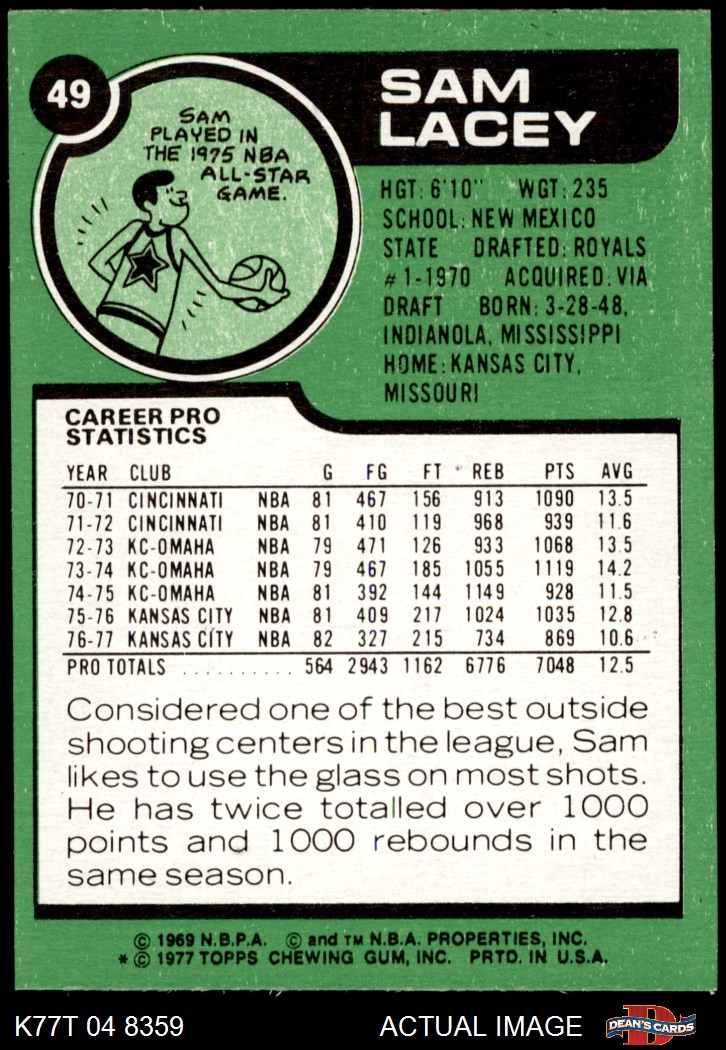 49
SAM
LACEY
SAM
PLAYED IN
THE 1975 NBA
ALL-STAR
GAME.
HGT: 6'10" WGT: 235
SCHOOL: NEW MEXICO
STATE DRAFTED: ROYALS
#1-1970 ACQUIRED: VIA
DRAFT BORN: 3-28-48,
INDIANOLA, MISSISSIPPI
HOME: KANSAS CITY,
MISSOURI
CAREER PRO
STATISTICS
YEAR CLUB G FG FT REB PTS AVG
70-71 CINCINNATI NBA 81 467 156 913 1090 13.5
71-72 CINCINNATI NBA 81 410 119 968 939 11.6
72-73 KC-OMAHA NBA 79 471 126 933 1068 13.5
73-74 KC-OMAHA NBA 79 467 185 1055 1119 14.2
74-75 KC-OMAHA NBA 81 392 144 1149 928 11.5
75-76 KANSAS CITY NBA 81 409 217 1024 1035 12.8
76-77 KANSAS CITY NBA 82 327 215 734 869 10.6
PRO TOTALS .......... 564 2943 1162 6776 7048 12.5
Considered one of the best outside
shooting centers in the league, Sam
likes to use the glass on most shots.
He has twice totalled over 1000
points and 1000 rebounds in the
same season.
© 1969 N.B.P.A. © and TM N.B.A. PROPERTIES, INC.
* © 1977 TOPPS CHEWING GUM, INC. PRTD. IN U.S.A.
K77T 04 8359 ACTUAL IMAGE D DEAN'S CARDS